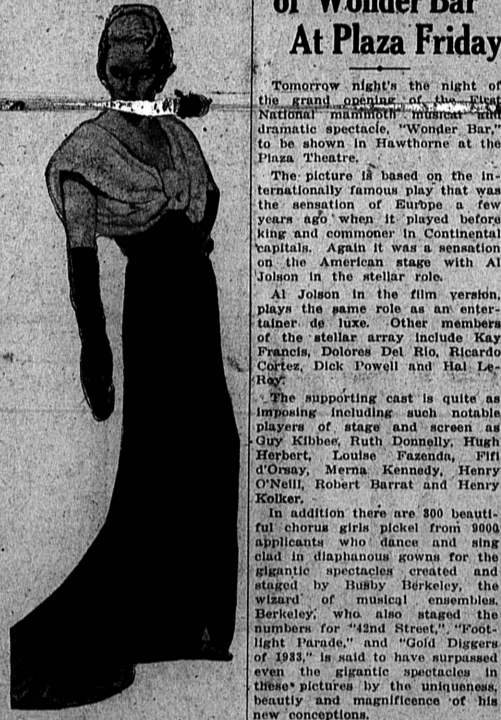 of "Wonder Bar"
At Plaza Friday
Tomorrow night's the night of
the grand opening of the First
National mammoth musical and
dramatic spectacle, "Wonder Bar,"
to be shown in Hawthorne at the
Plaza Theatre.
The picture is based on the in-
ternationally famous play that was
the sensation of Europe a few
years ago when it played before
king and commoner in Continental
capitals. Again it was a sensation
on the American stage with Al
Jolson in the stellar role.
Al Jolson in the film version,
plays the same role as an enter-
tainer de luxe. Other members
of the stellar array include Kay
Francis, Dolores Del Rio, Ricardo
Cortez, Dick Powell and Hal Le-
Roy.
The supporting cast is quite as
imposing including such notable
players of stage and screen as
Guy Kibbee, Ruth Donnelly, Hugh
Herbert, Louise Fazenda, Fifi
d'Orsay, Merna Kennedy, Henry
O'Neill, Robert Barrat and Henry
Kolker.
In addition there are 300 beauti-
ful chorus girls pickel from 9000
applicants who dance and sing
clad in diaphanous gowns for the
gigantic spectacles created and
staged by Busby Berkeley, the
wizard of musical ensembles.
Berkeley, who also staged the
numbers for "42nd Street," "Foot-
light Parade," and "Gold Diggers
of 1933," is said to have surpassed
even the gigantic spectacles in
these pictures by the uniqueness,
beautly and magnificence of his
new conceptions.